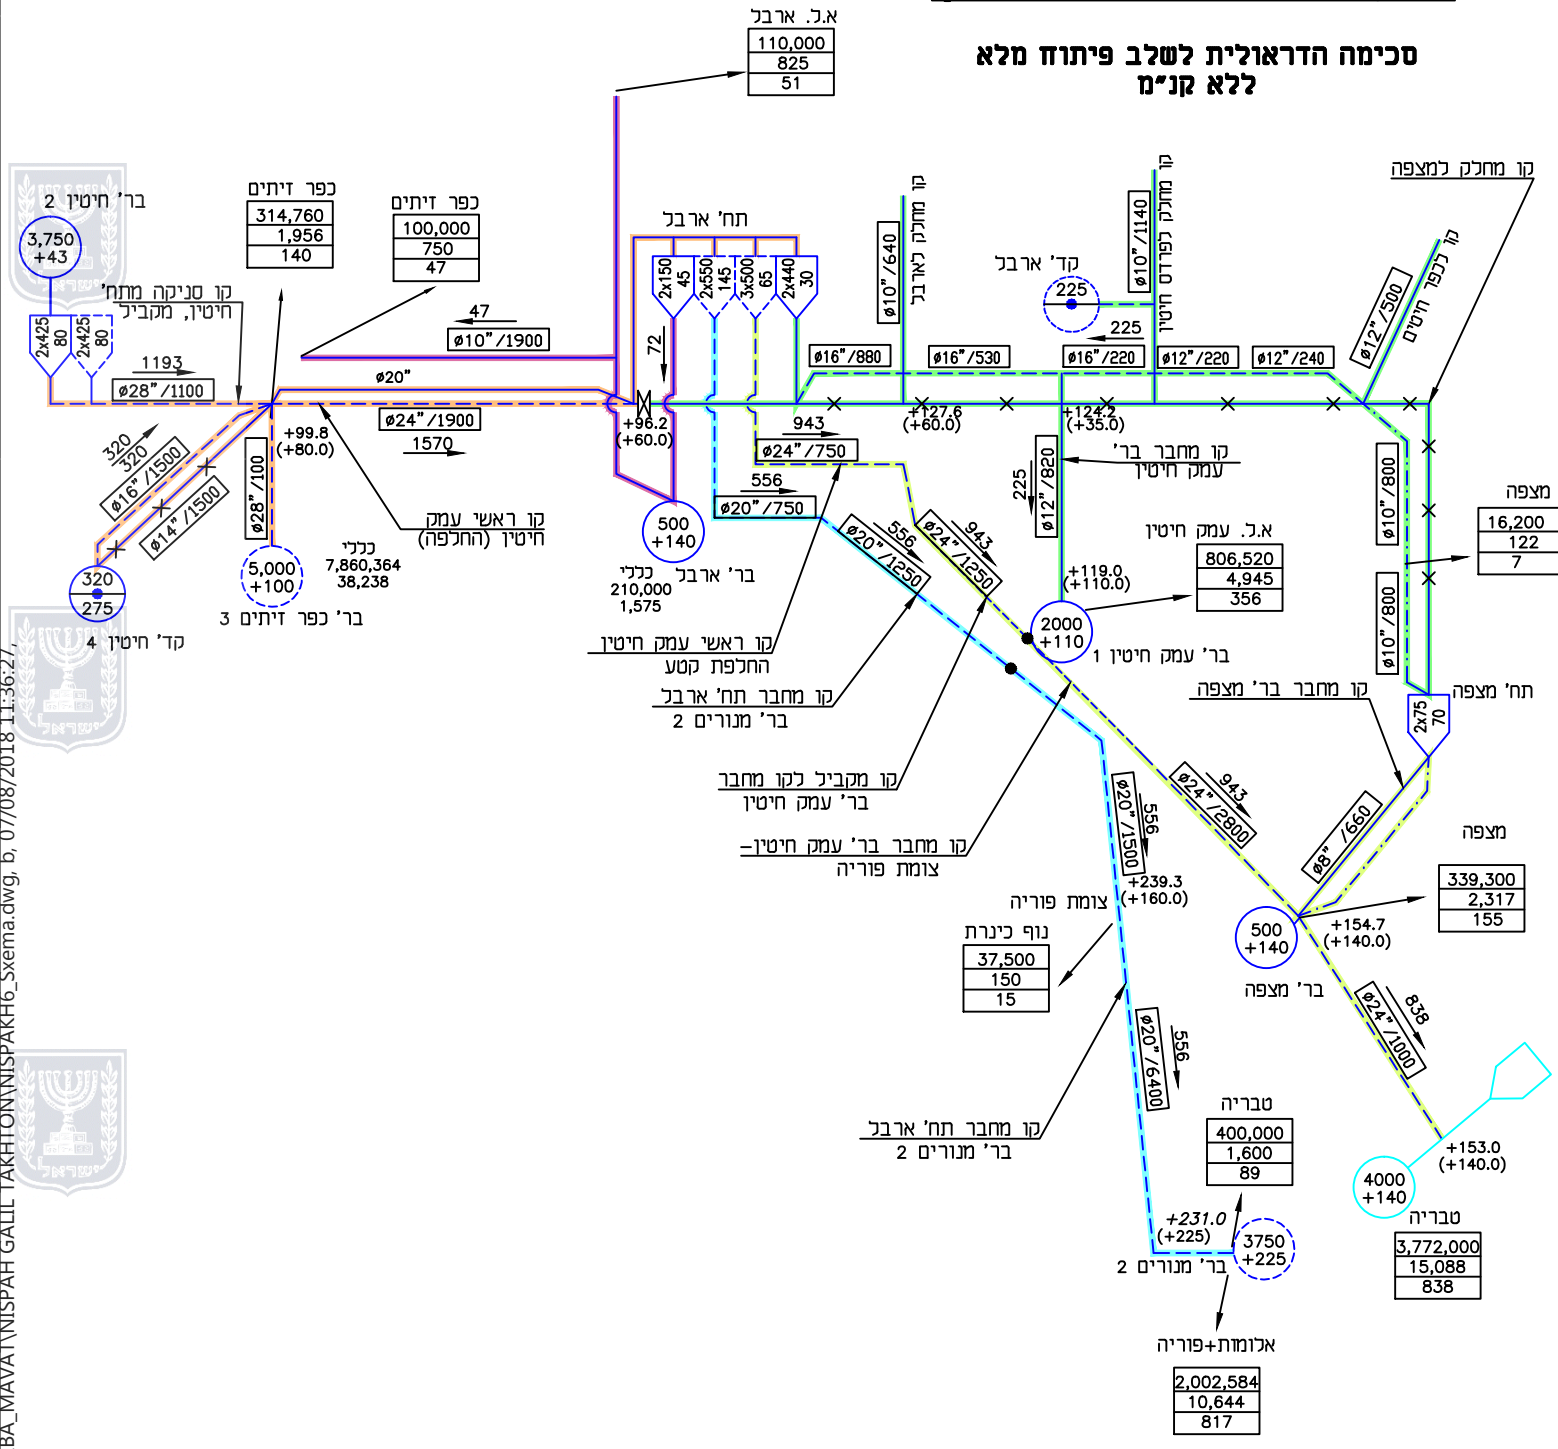 סכימה הדראולית לשלב פיתוח מלא
ללא קנ"מ
א.ל. ארבל
110,000
825
51
בר' חיטין 2
3,750
+43
2x425
80
2x425
80
קו סניקה מתח'
חיטין, מקביל
1193
ø28"/1100
כפר זיתים
314,760
1,956
140
כפר זיתים
100,000
750
47
47
ø10"/1900
ø20"
ø24"/1900
1570
תח' ארבל
2x150
45
2x550
145
3x500
65
2x440
30
72
קו מחלק לארבל
ø10"/640
קד' ארבל
225
ø10"/1140
קו מחלק לפרדס חיטין
225
קו מחלק למצפה
קו לכפר חיטים
ø12"/500
ø16"/880
ø16"/530
ø16"/220
ø12"/220
ø12"/240
+99.8
(+80.0)
+96.2
(+60.0)
+127.6
(+60.0)
+124.2
(+35.0)
320
320
ø16"/1500
ø14"/1500
ø28"/100
320
275
קד' חיטין 4
5,000
+100
בר' כפר זיתים 3
כללי
7,860,364
38,238
קו ראשי עמק
חיטין (החלפה)
943
ø24"/750
556
ø20"/750
500
+140
בר' ארבל
כללי
210,000
1,575
225
ø12"/820
קו מחבר בר'
עמק חיטין
א.ל. עמק חיטין
806,520
4,945
356
+119.0
(+110.0)
2000
+110
בר' עמק חיטין 1
556
ø20"/1250
943
ø24"/1250
קו ראשי עמק חיטין
החלפת קטע
קו מחבר תח' ארבל
בר' מנורים 2
קו מקביל לקו מחבר
בר' עמק חיטין
קו מחבר בר' עמק חיטין-
צומת פוריה
ø10"/800
ø10"/800
מצפה
16,200
122
7
תח' מצפה
2x75
70
קו מחבר בר' מצפה
943
ø24"/2800
ø8" /660
מצפה
339,300
2,317
155
500
+140
בר' מצפה
+154.7
(+140.0)
556
ø20"/1500
+239.3
(+160.0)
צומת פוריה
נוף כינרת
37,500
150
15
838
ø24"/1000
556
ø20"/6400
קו מחבר תח' ארבל
בר' מנורים 2
טבריה
400,000
1,600
89
+231.0
(+225)
3750
+225
בר' מנורים 2
+153.0
(+140.0)
4000
+140
טבריה
3,772,000
15,088
838
אלומות+פוריה
2,002,584
10,644
817
BA_MAVAT\NISPAH GALIL TAKHTON\NISPAKH6_Sxema.dwg, b, 07/08/2018 11:36:27,
ישראל
ישראל
ישראל